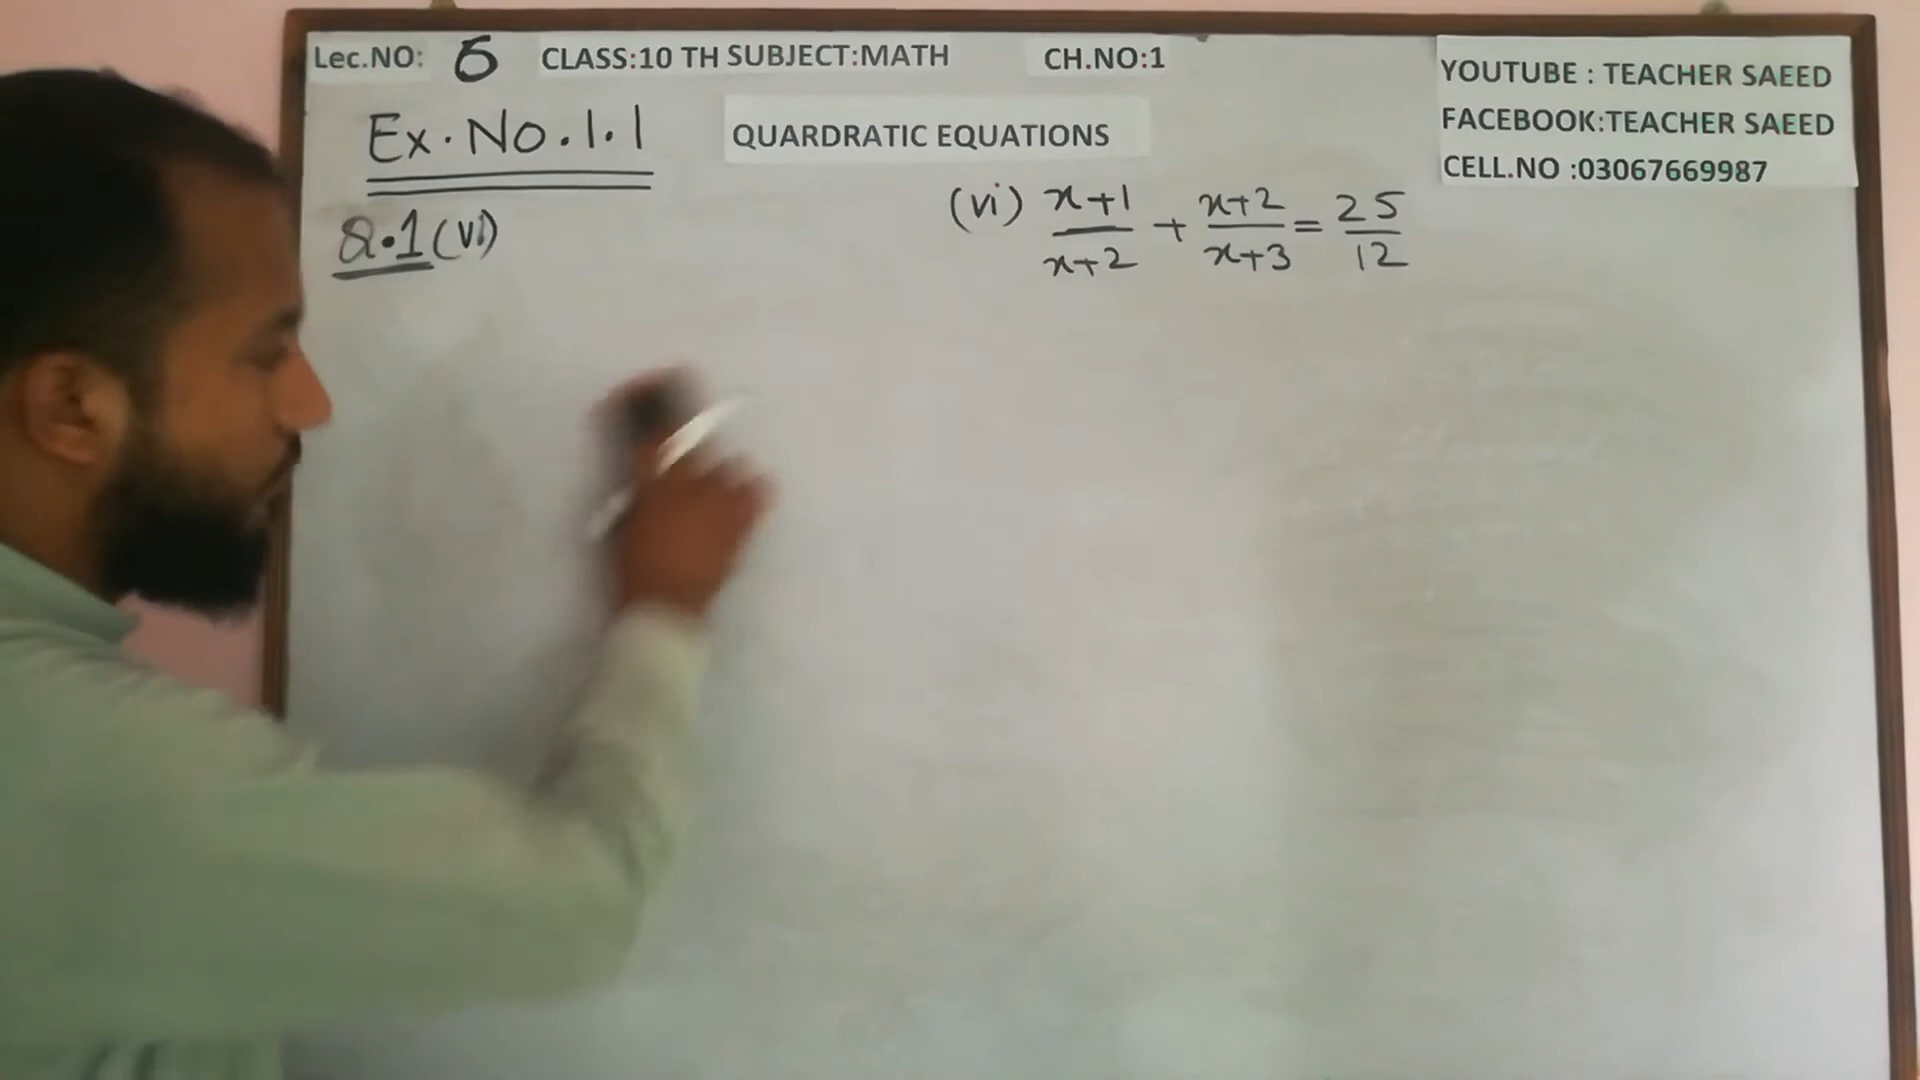 Lec.NO: 6 CLASS:10 TH SUBJECT:MATH CH.NO:1
YOUTUBE : TEACHER SAEED
FACEBOOK:TEACHER SAEED
CELL.NO :03067669987
Ex.No.1.1
QUARDRATIC EQUATIONS
Q.1(vi)
(vi) x+1/x+2 + x+2/x+3 = 25/12